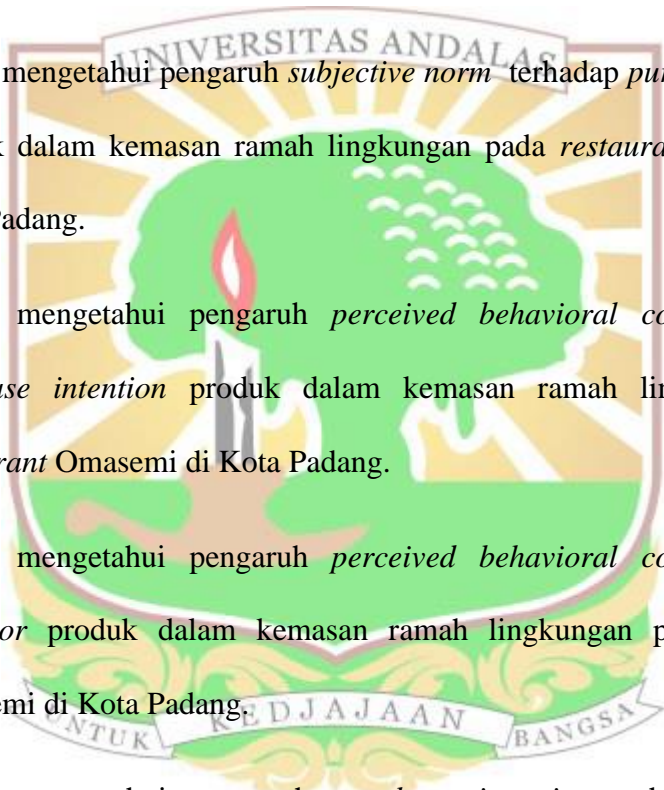 UNIVERSITAS ANDALAS
mengetahui pengaruh subjective norm terhadap pur
k dalam kemasan ramah lingkungan pada restaura
Padang.
mengetahui pengaruh perceived behavioral co
ase intention produk dalam kemasan ramah lin
rant Omasemi di Kota Padang.
mengetahui pengaruh perceived behavioral co
or produk dalam kemasan ramah lingkungan p
emi di Kota Padang.
UNTUK KEDJAJAAN BANGSA